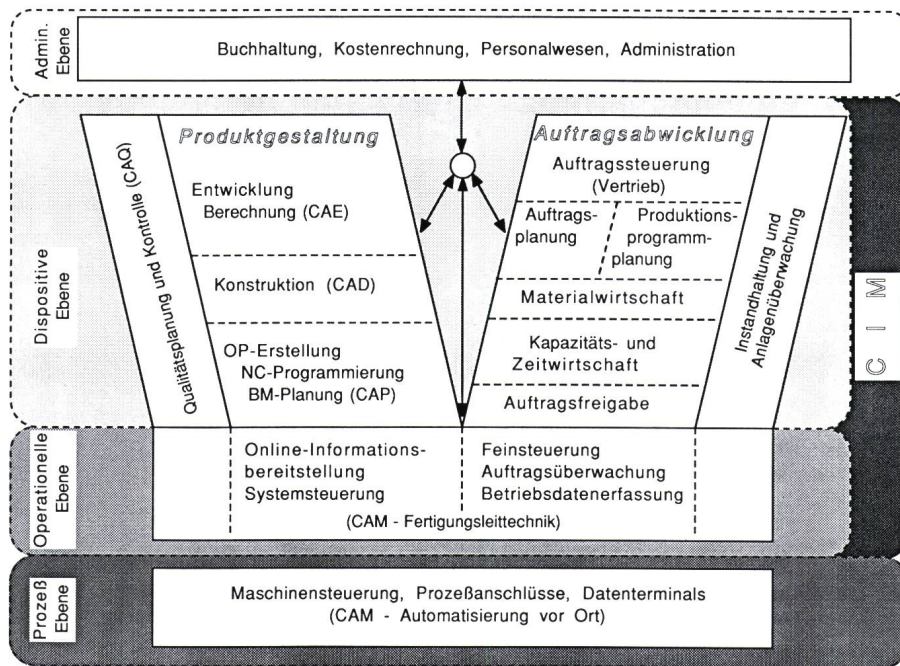 Admin.
Ebene
Buchhaltung, Kostenrechnung, Personalwesen, Administration
Dispositive
Ebene
Qualitätsplanung und Kontrolle (CAQ)
Produktgestaltung
Entwicklung
Berechnung (CAE)
Konstruktion (CAD)
OP-Erstellung
NC-Programmierung
BM-Planung (CAP)
Auftragsabwicklung
Auftragssteuerung
(Vertrieb)
Auftrags-
planung
Produktions-
programm-
planung
Materialwirtschaft
Kapazitäts- und
Zeitwirtschaft
Auftragsfreigabe
Instandhaltung und
Anlagenüberwachung
C I M
Operationelle
Ebene
Online-Informations-
bereitstellung
Systemsteuerung
Feinsteuerung
Auftragsüberwachung
Betriebsdatenerfassung
(CAM - Fertigungsleittechnik)
Prozeß
Ebene
Maschinensteuerung, Prozeßanschlüsse, Datenterminals
(CAM - Automatisierung vor Ort)